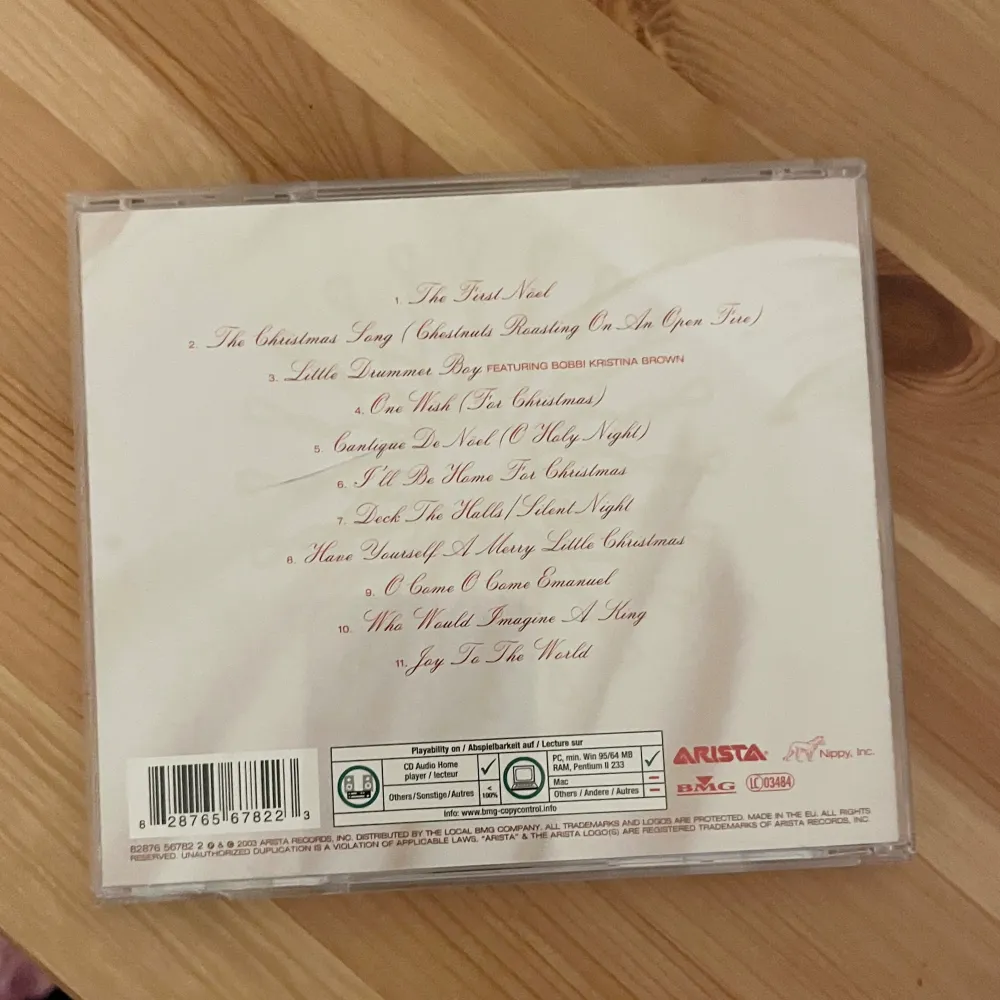 1. The First Nöel
2. The Christmas Song (Chestnuts Roasting On An Open Fire)
3. Little Drummer Boy FEATURING BOBBI KRISTINA BROWN
4. One Wish (For Christmas)
5. Cantique De Nöel (O Holy Night)
6. I'll Be Home For Christmas
7. Deck The Halls/Silent Night
8. Have Yourself A Merry Little Christmas
9. O Come O Come Emanuel
10. Who Would Imagine A King
11. Joy To The World
Playability on / Abspielbarkeit auf / Lecture sur
CD Audio Home player / lecteur
Others/Sonstige/Autres
< 100%
PC, min. Win 95/64 MB RAM, Pentium II 233
Mac
Others / Andere / Autres
Info: www.bmg-copycontrol.info
ARISTA
Nippy, Inc.
BMG
LC 03484
8 28765 67822 3
82876 56782 2 ℗ & © 2003 ARISTA RECORDS, INC. DISTRIBUTED BY THE LOCAL BMG COMPANY. ALL TRADEMARKS AND LOGOS ARE PROTECTED. MADE IN THE EU. ALL RIGHTS
RESERVED. UNAUTHORIZED DUPLICATION IS A VIOLATION OF APPLICABLE LAWS. "ARISTA" & THE ARISTA LOGO(S) ARE REGISTERED TRADEMARKS OF ARISTA RECORDS, INC.